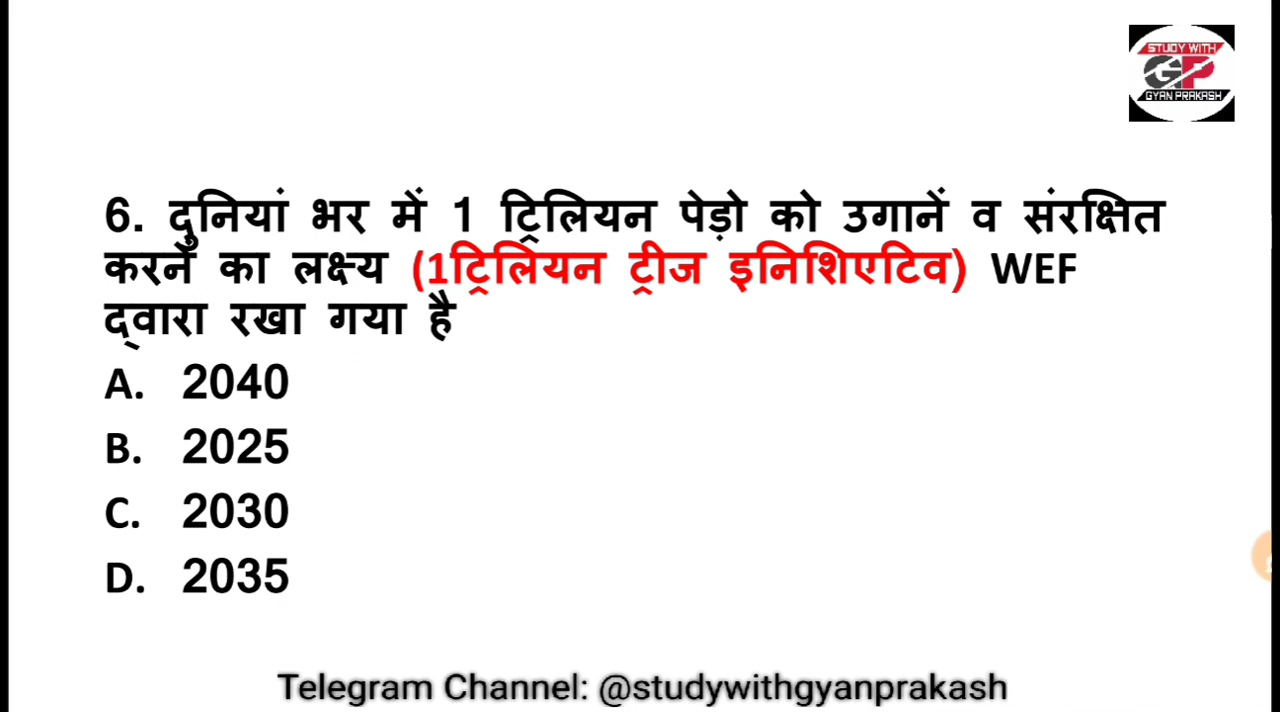 STUDY WITH
GP
GYAN PRAKASH
6. दुनियां भर में 1 ट्रिलियन पेड़ो को उगानें व संरक्षित
करनें का लक्ष्य (1ट्रिलियन ट्रीज इनिशिएटिव) WEF
द्वारा रखा गया है
A. 2040
B. 2025
C. 2030
D. 2035
Telegram Channel: @studywithgyanprakash